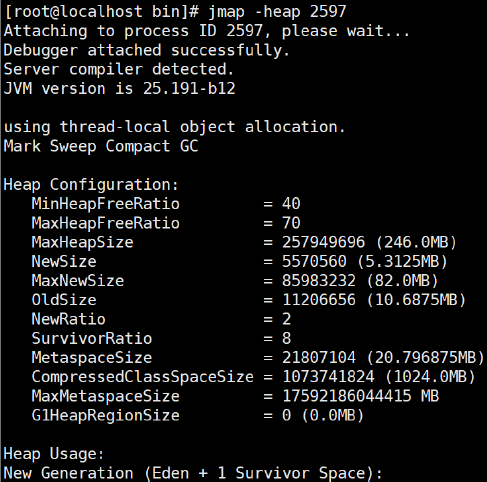 [root@localhost bin]# jmap -heap 2597
Attaching to process ID 2597, please wait...
Debugger attached successfully.
Server compiler detected.
JVM version is 25.191-b12
using thread-local object allocation.
Mark Sweep Compact GC
Heap Configuration:
MinHeapFreeRatio = 40
MaxHeapFreeRatio = 70
MaxHeapSize = 257949696 (246.0MB)
NewSize = 5570560 (5.3125MB)
MaxNewSize = 85983232 (82.0MB)
OldSize = 11206656 (10.6875MB)
NewRatio = 2
SurvivorRatio = 8
MetaspaceSize = 21807104 (20.796875MB)
CompressedClassSpaceSize = 1073741824 (1024.0MB)
MaxMetaspaceSize = 17592186044415 MB
G1HeapRegionSize = 0 (0.0MB)
Heap Usage:
New Generation (Eden + 1 Survivor Space):